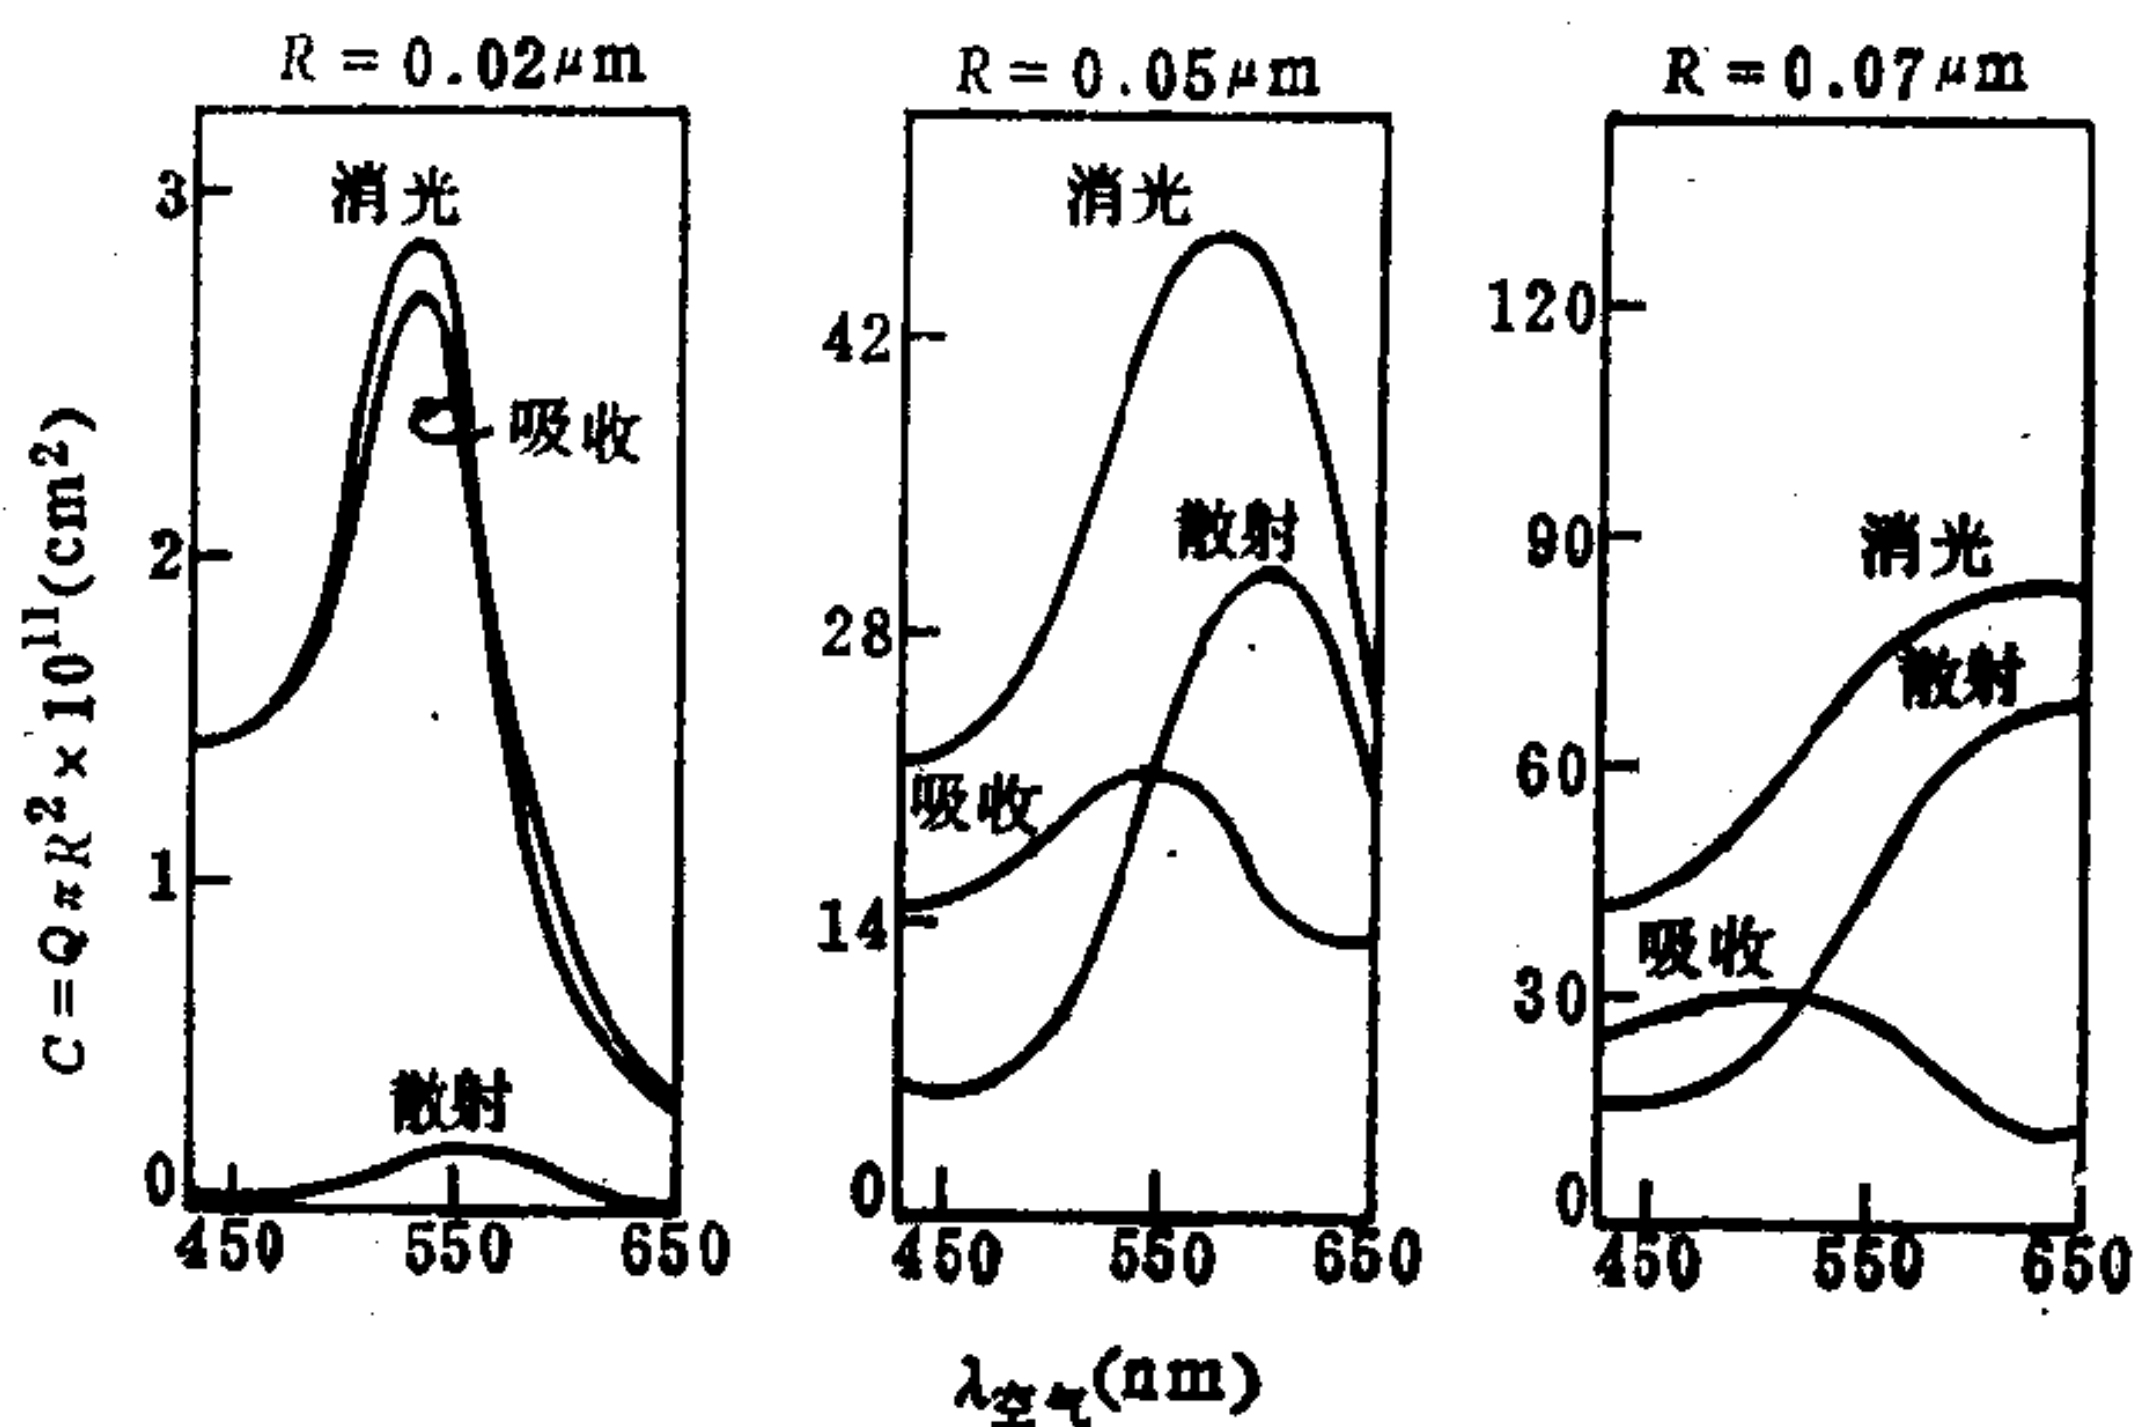 R = 0.02μm
3
消光
吸收
2
1
散射
0
450 550 650
C = QπR² × 10¹¹(cm²)
R = 0.05μm
消光
42
散射
28
吸收
14
0
450 550 650
R = 0.07μm
120
90
消光
散射
60
吸收
30
0
450 550 650
λ空气(nm)